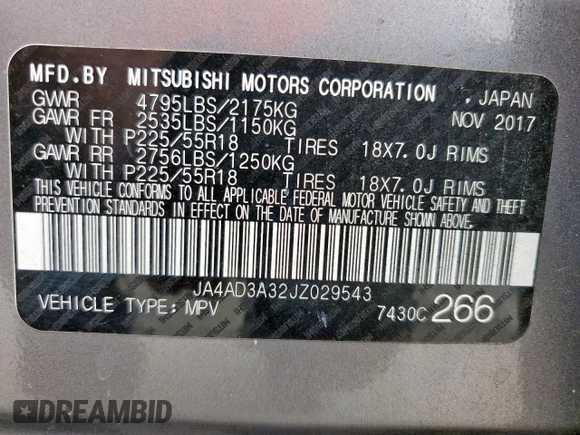 MFD.BY MITSUBISHI MOTORS CORPORATION , JAPAN
GWVR 4795LBS/2175KG NOV 2017
GAWR FR 2535LBS/1150KG
WITH P225/55R18 TIRES 18X7.0J RIMS
GAWR RR 2756LBS/1250KG
WITH P225/55R18 TIRES 18X7.0J RIMS
THIS VEHICLE CONFORMS TO ALL APPLICABLE FEDERAL MOTOR VEHICLE SAFETY AND THEFT
PREVENTION STANDARDS IN EFFECT ON THE DATE OF MANUFACTURE SHOWN ABOVE.
JA4AD3A32JZ029543
VEHICLE TYPE: MPV 7430C 266
DREAMBID